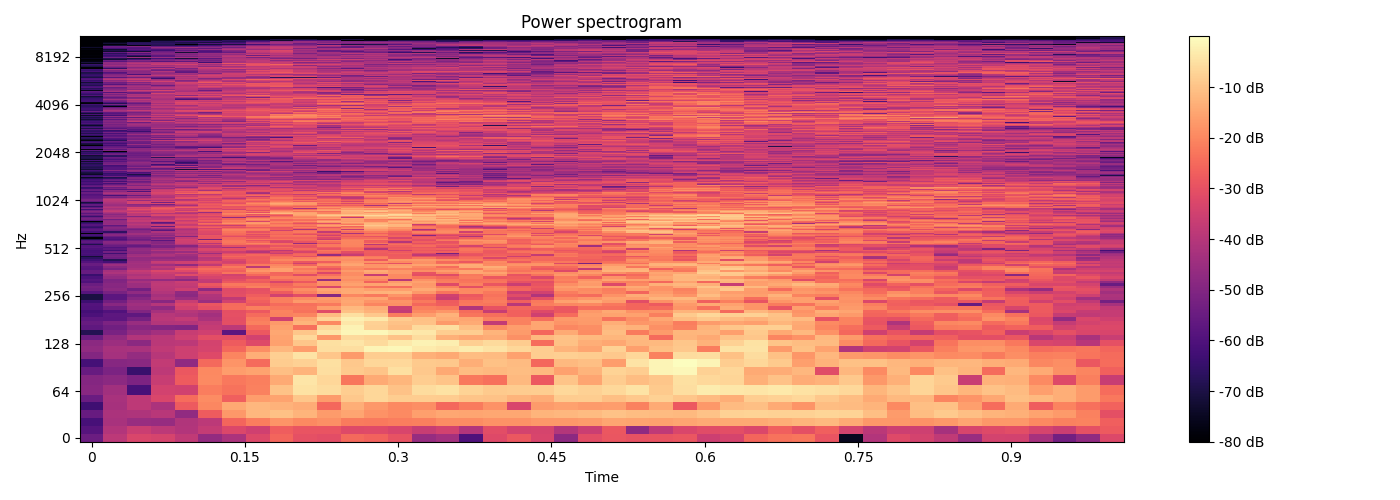 Power spectrogram
Hz
8192
4096
2048
1024
512
256
128
64
0
0 0.15 0.3 0.45 0.6 0.75 0.9
Time
-10 dB
-20 dB
-30 dB
-40 dB
-50 dB
-60 dB
-70 dB
-80 dB